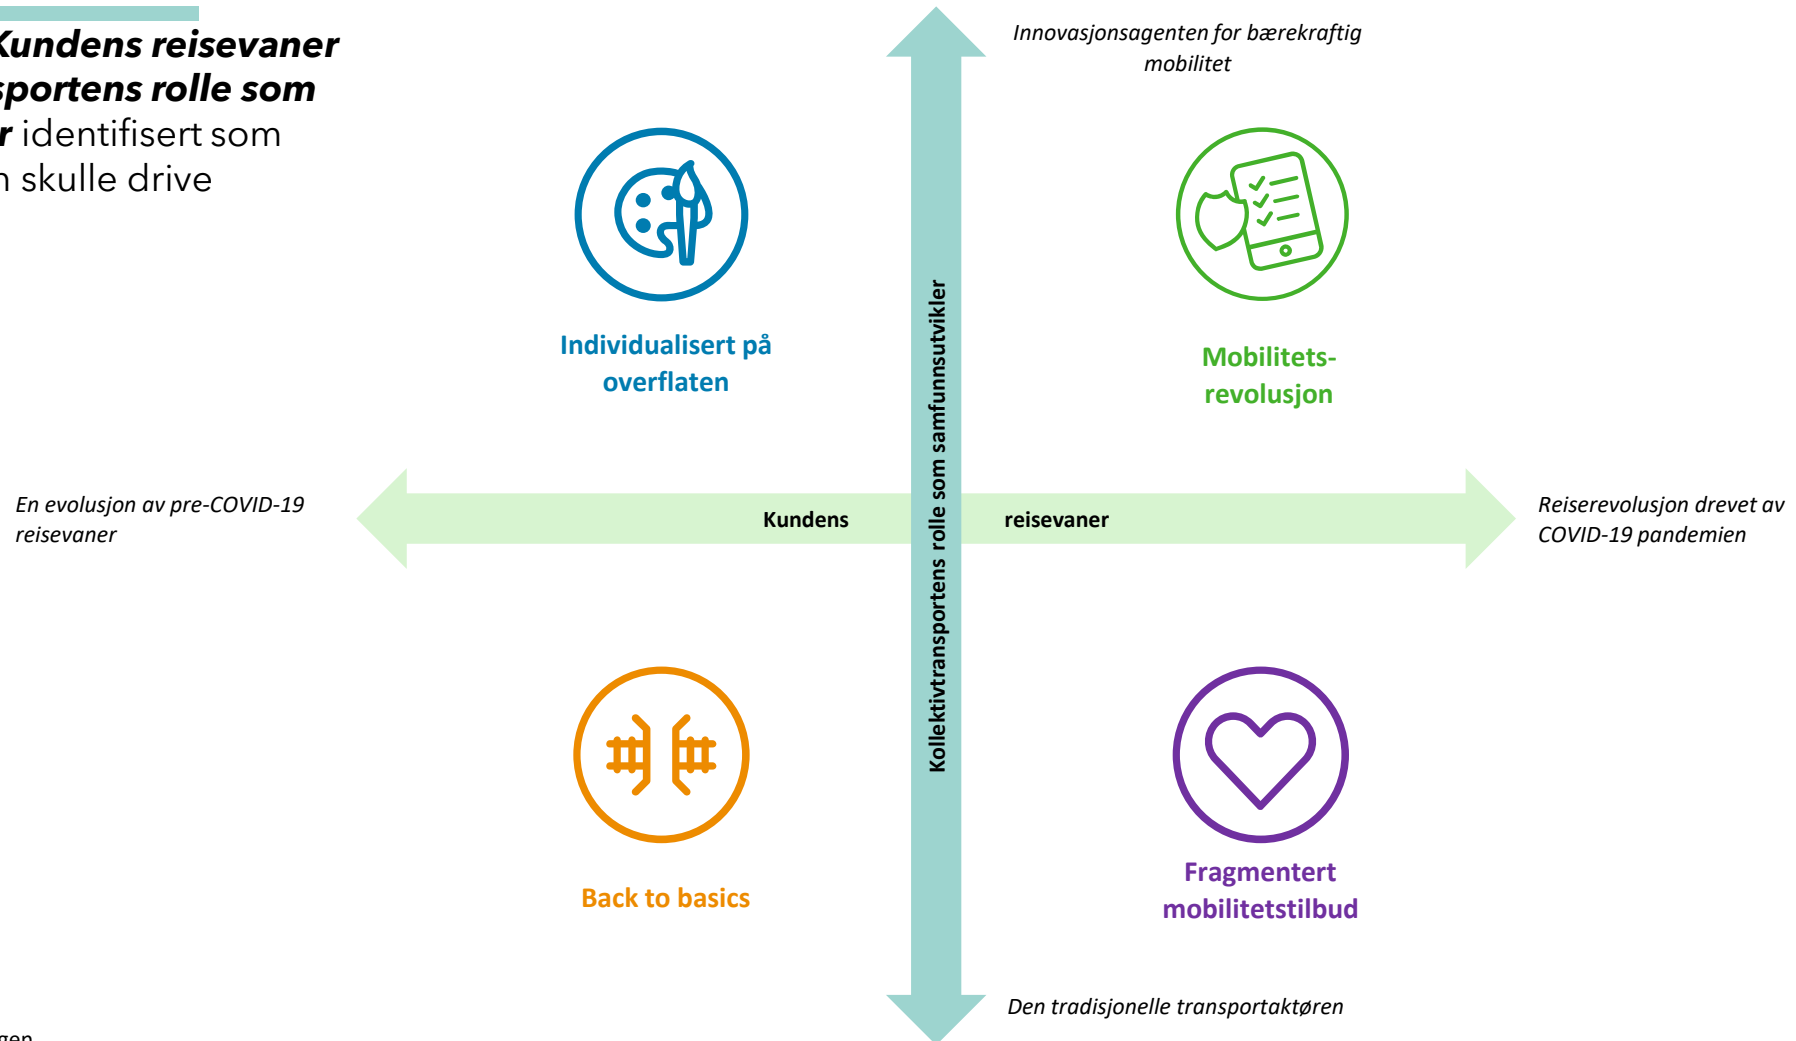 Kundens reisevaner
sportens rolle som
r identifisert som
n skulle drive
Innovasjonsagenten for bærekraftig
mobilitet
Individualisert på
overflaten
Mobilitets-
revolusjon
En evolusjon av pre-COVID-19
reisevaner
Kundens reisevaner
Kollektivtransportens rolle som samfunnsutvikler
Reiserevolusjon drevet av
COVID-19 pandemien
Back to basics
Fragmentert
mobilitetstilbud
Den tradisjonelle transportaktøren